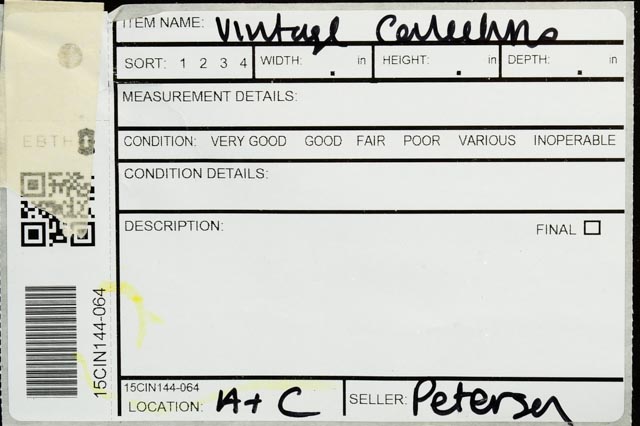 ITEM NAME: Vintage Collectibles
SORT: 1 2 3 4 WIDTH: . in HEIGHT: . in DEPTH: . in
MEASUREMENT DETAILS:
EBTH
CONDITION: VERY GOOD GOOD FAIR POOR VARIOUS INOPERABLE
CONDITION DETAILS:
DESCRIPTION: FINAL
15CIN144-064
15CIN144-064
LOCATION: A+C SELLER: Petersen